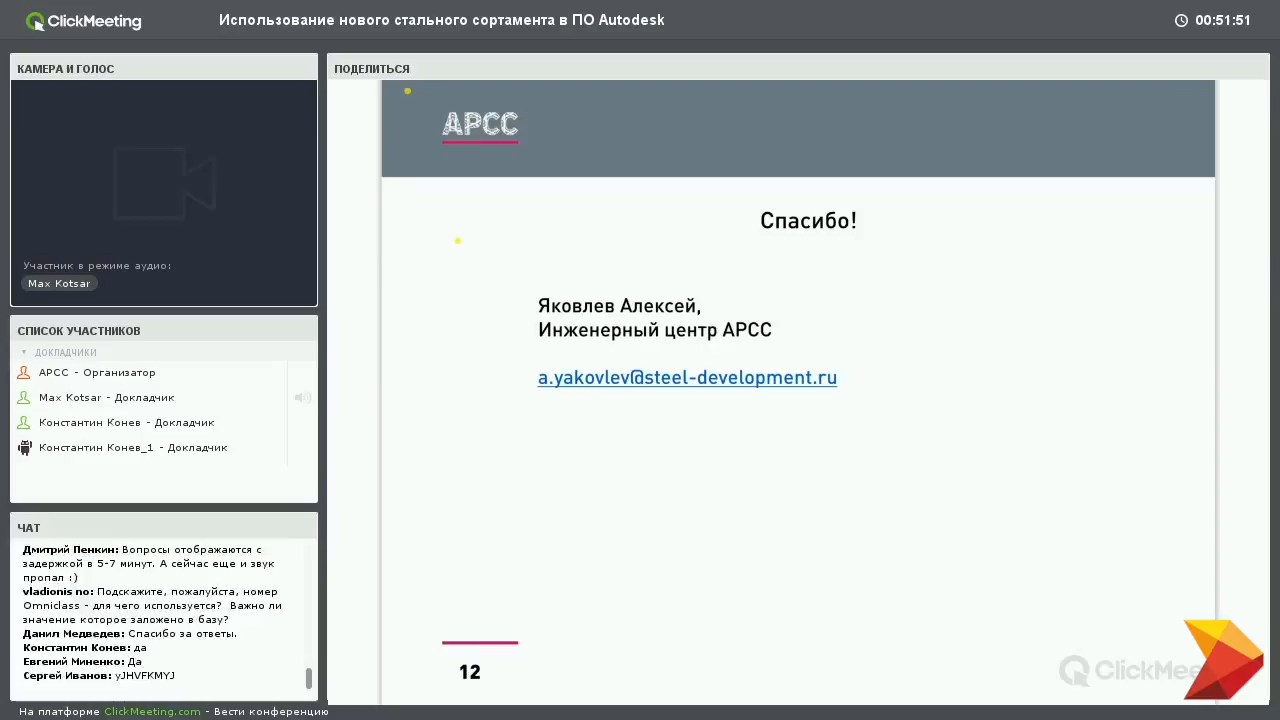 ClickMeeting
Использование нового стального сортамента в ПО Autodesk
00:51:51
КАМЕРА И ГОЛОС
Участник в режиме аудио:
Max Kotsar
СПИСОК УЧАСТНИКОВ
ДОКЛАДЧИКИ
АРСС - Организатор
Max Kotsar - Докладчик
Константин Конев - Докладчик
Константин Конев_1 - Докладчик
ЧАТ
Дмитрий Пенкин: Вопросы отображаются с
задержкой в 5-7 минут. А сейчас еще и звук
пропал :)
vladionis no: Подскажите, пожалуйста, номер
Omniclass - для чего используется? Важно ли
значение которое заложено в базу?
Данил Медведев: Спасибо за ответы.
Константин Конев: да
Евгений Миненко: Да
Сергей Иванов: уJHVFKMYJ
На платформе ClickMeeting.com - Вести конференцию
ПОДЕЛИТЬСЯ
АРСС
Спасибо!
Яковлев Алексей,
Инженерный центр АРСС
a.yakovlev@steel-development.ru
12
ClickMee